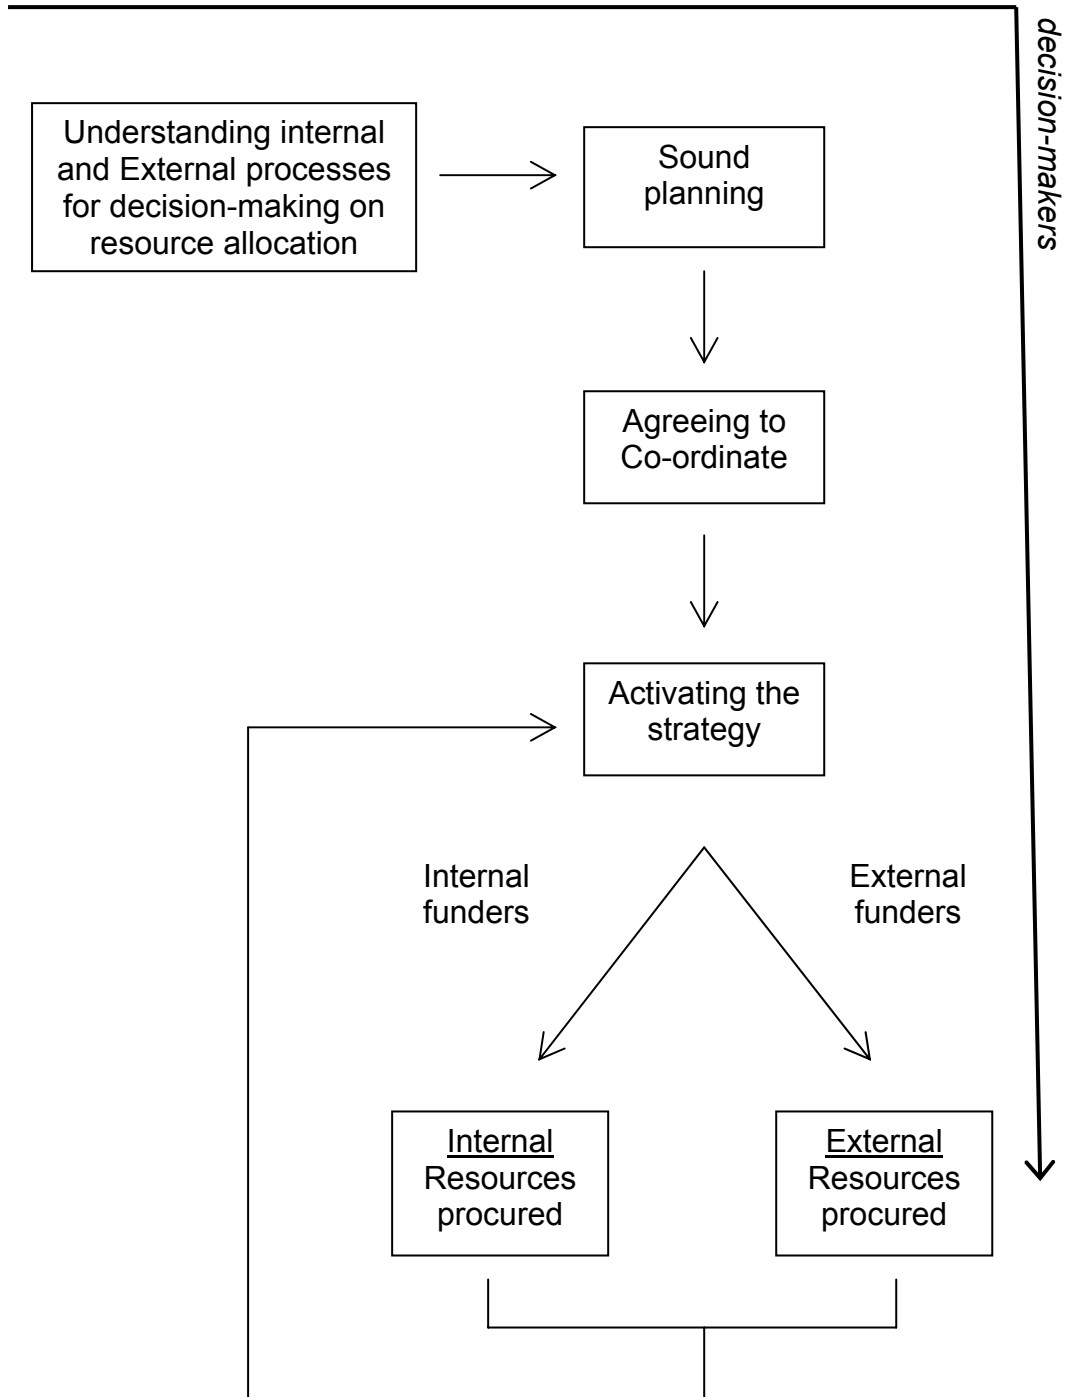 decision-makers
Understanding internal
and External processes
for decision-making on
resource allocation
Sound
planning
Agreeing to
Co-ordinate
Activating the
strategy
Internal
funders
External
funders
Internal
Resources
procured
External
Resources
procured